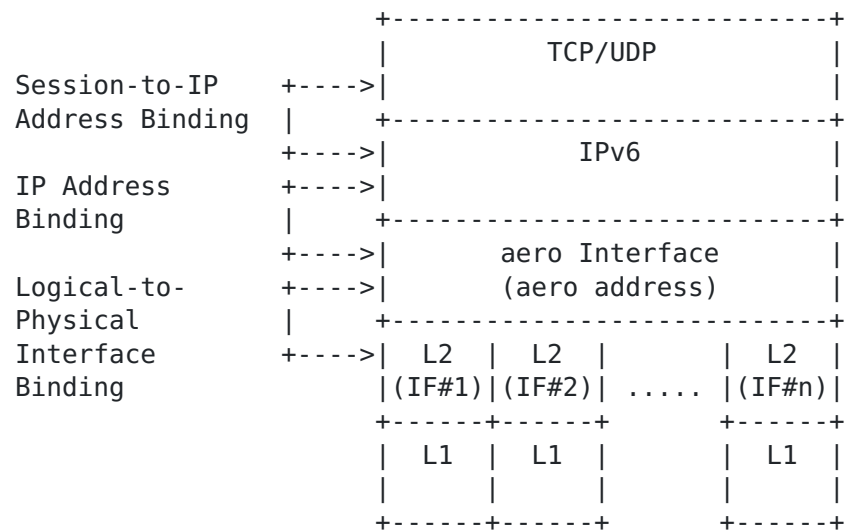 +----------------------------+
                      |          TCP/UDP           |
Session-to-IP    +---->|                            |
Address Binding  |     +----------------------------+
                 +---->|            IPv6            |
IP Address       +---->|                            |
Binding          |     +----------------------------+
                 +---->|       aero Interface       |
Logical-to-      +---->|       (aero address)       |
Physical         |     +----------------------------+
Interface        +---->|  L2  |  L2  |       |  L2  |
Binding                |(IF#1)|(IF#2)| ..... |(IF#n)|
                       +------+------+       +------+
                       |  L1  |  L1  |       |  L1  |
                       |      |      |       |      |
                       +------+------+       +------+